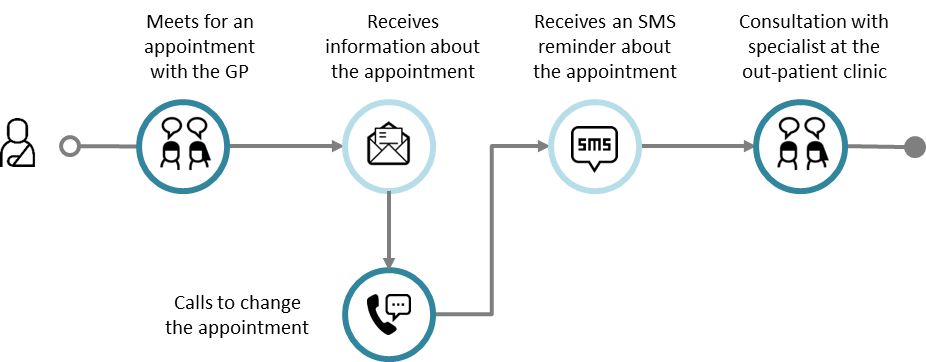 Meets for an
appointment
with the GP
Receives
information about
the appointment
Receives an SMS
reminder about
the appointment
Consultation with
specialist at the
out-patient clinic
sms
Calls to change
the appointment